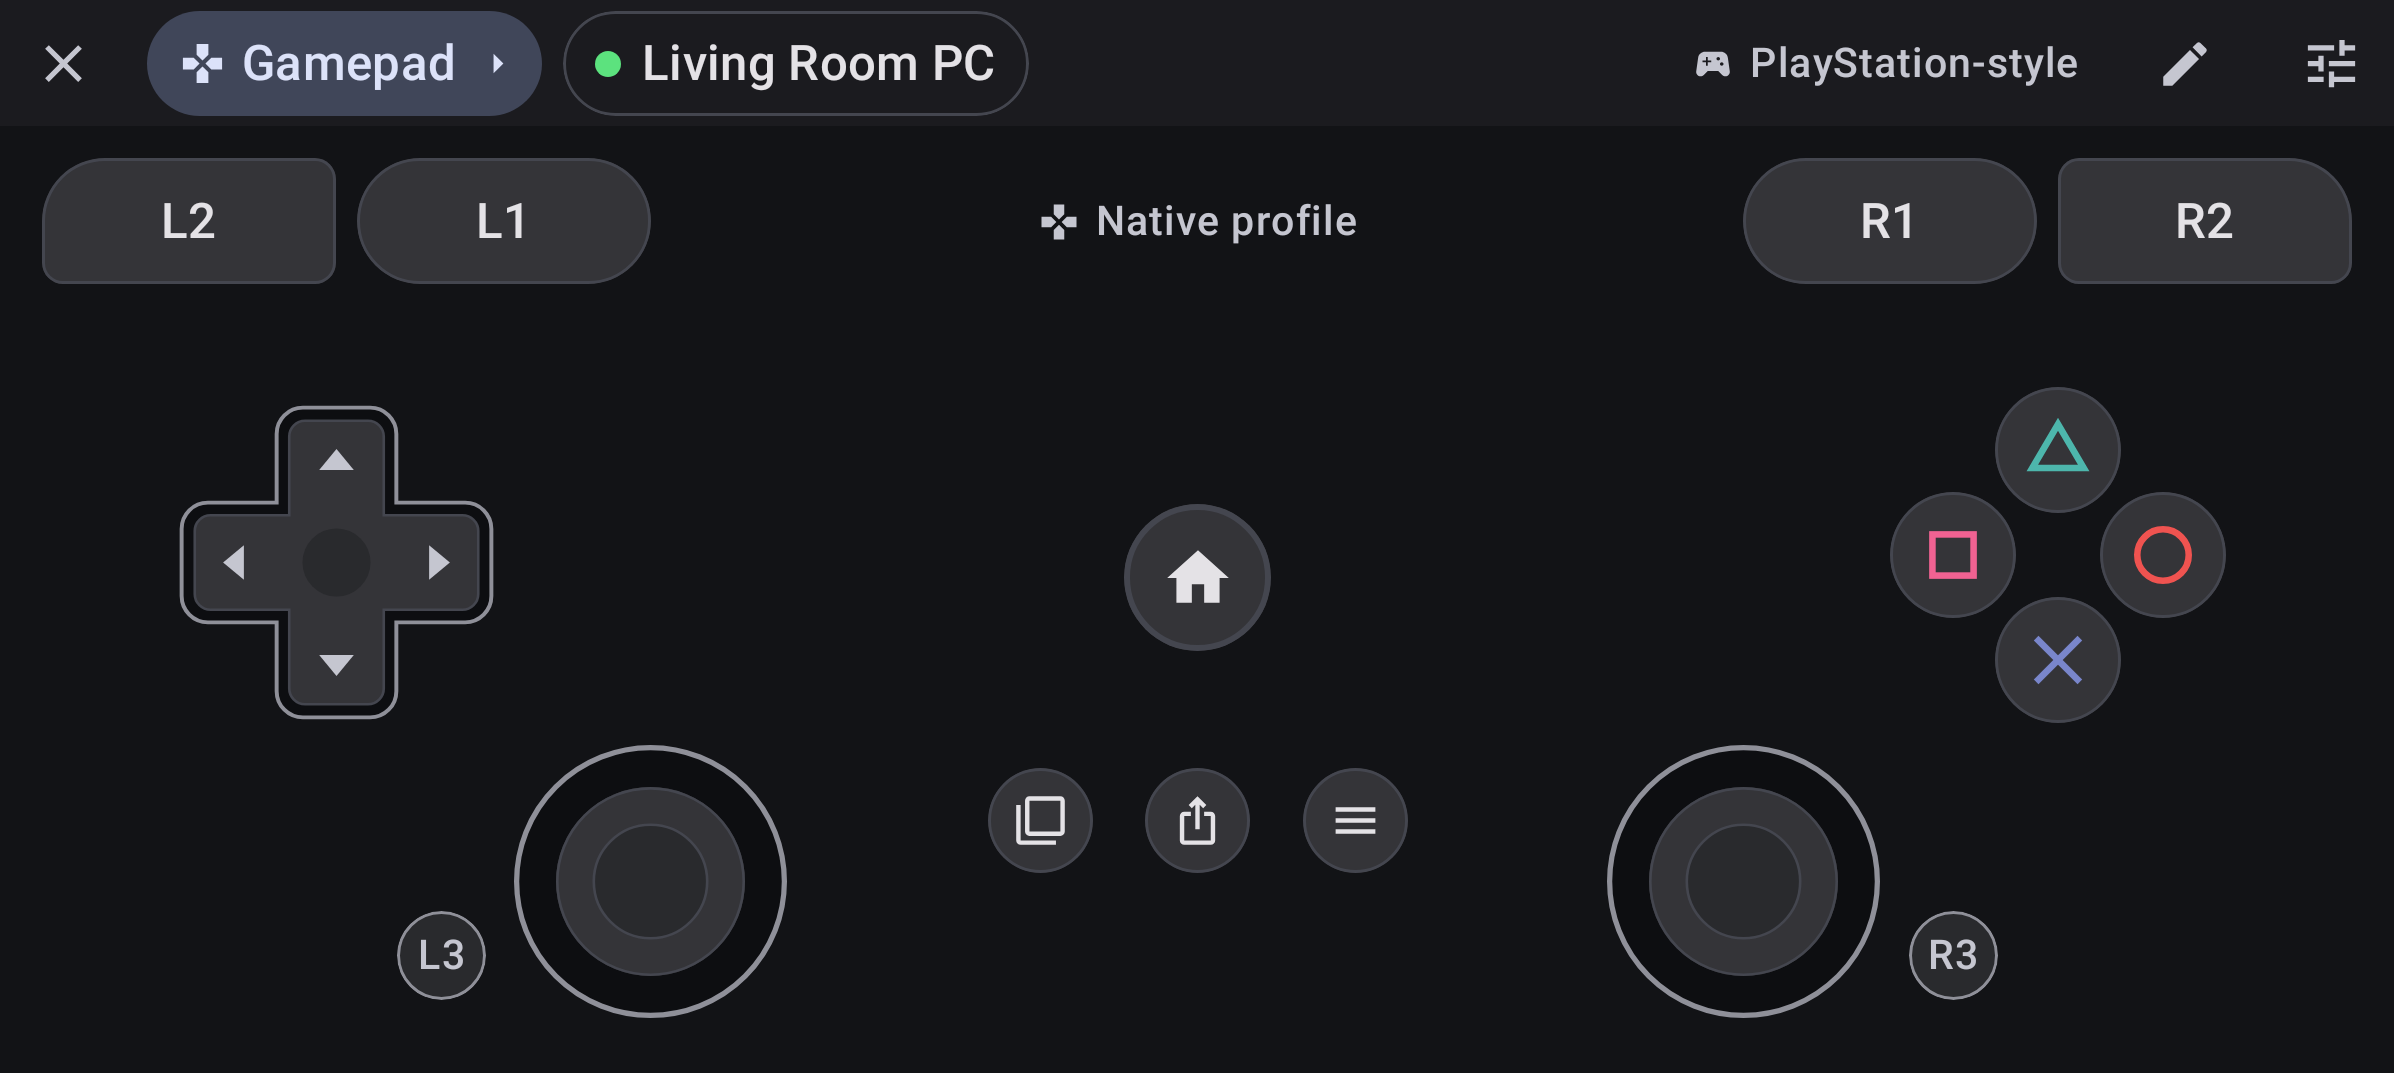 Gamepad
Living Room PC
PlayStation-style
L2
L1
Native profile
R1
R2
L3
R3